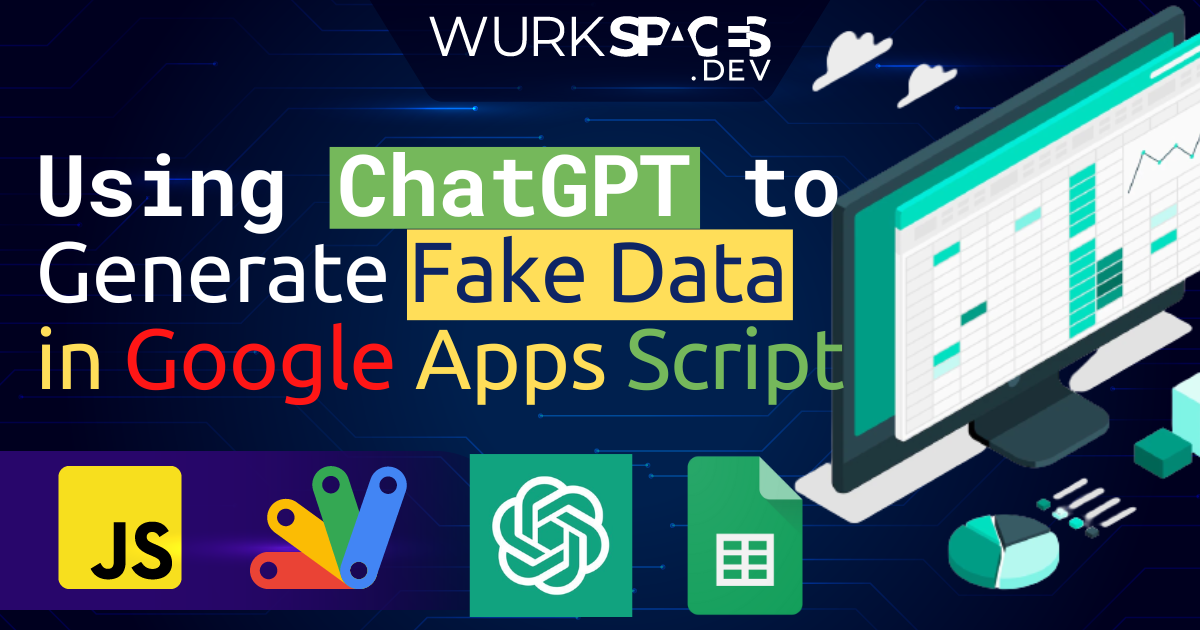 WURKSPACES
.DEV
Using ChatGPT to
Generate Fake Data
in Google Apps Script
JS